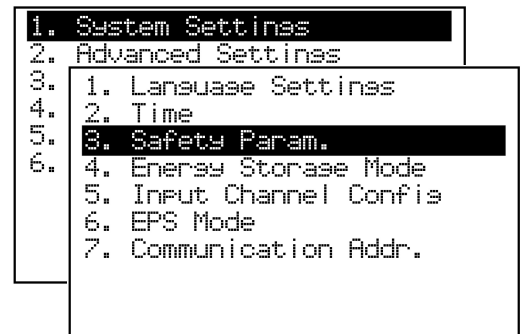 1. System Settings
2. Advanced Settings
3.
4.
5.
6.
1. Language Settings
2. Time
3. Safety Param.
4. Energy Storage Mode
5. Input Channel Config
6. EPS Mode
7. Communication Addr.